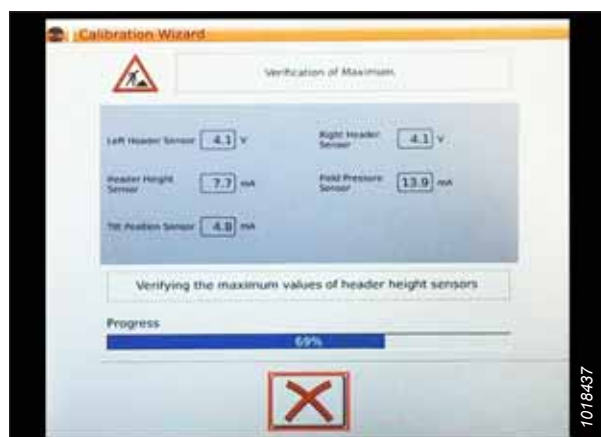 Calibration Wizard
Verification of Maximum
Left Header Sensor 4.1 V
Right Header
Sensor 4.1 V
Header Height
Sensor 7.7 mA
Field Pressure
Sensor 13.9 mA
Tilt Position Sensor 4.8 mA
Verifying the maximum values of header height sensors
Progress
69%
1018437